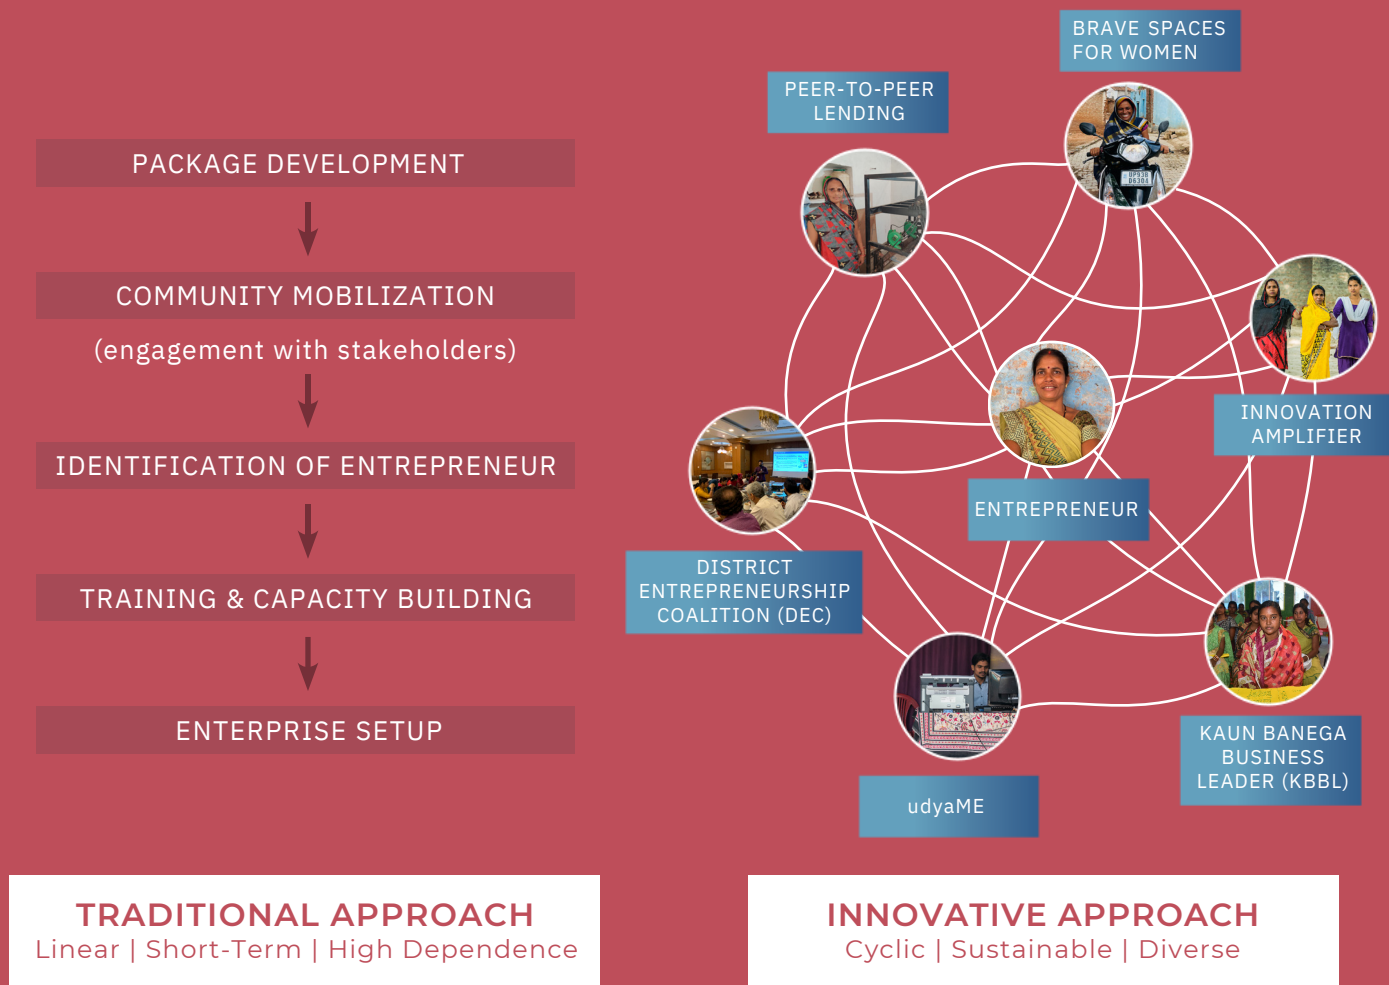 PACKAGE DEVELOPMENT
COMMUNITY MOBILIZATION
(engagement with stakeholders)
IDENTIFICATION OF ENTREPRENEUR
TRAINING & CAPACITY BUILDING
ENTERPRISE SETUP
TRADITIONAL APPROACH
Linear | Short-Term | High Dependence
BRAVE SPACES
FOR WOMEN
PEER-TO-PEER
LENDING
UP93B
INNOVATION
AMPLIFIER
ENTREPRENEUR
DISTRICT
ENTREPRENEURSHIP
COALITION (DEC)
KAUN BANEGA
BUSINESS
LEADER (KBBL)
udyaME
INNOVATIVE APPROACH
Cyclic | Sustainable | Diverse